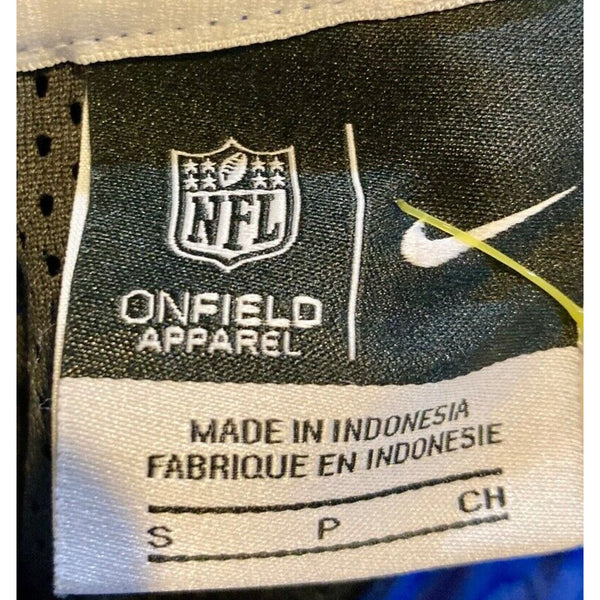 NFL
ONFIELD
APPAREL
MADE IN INDONESIA
FABRIQUE EN INDONESIE
S P CH